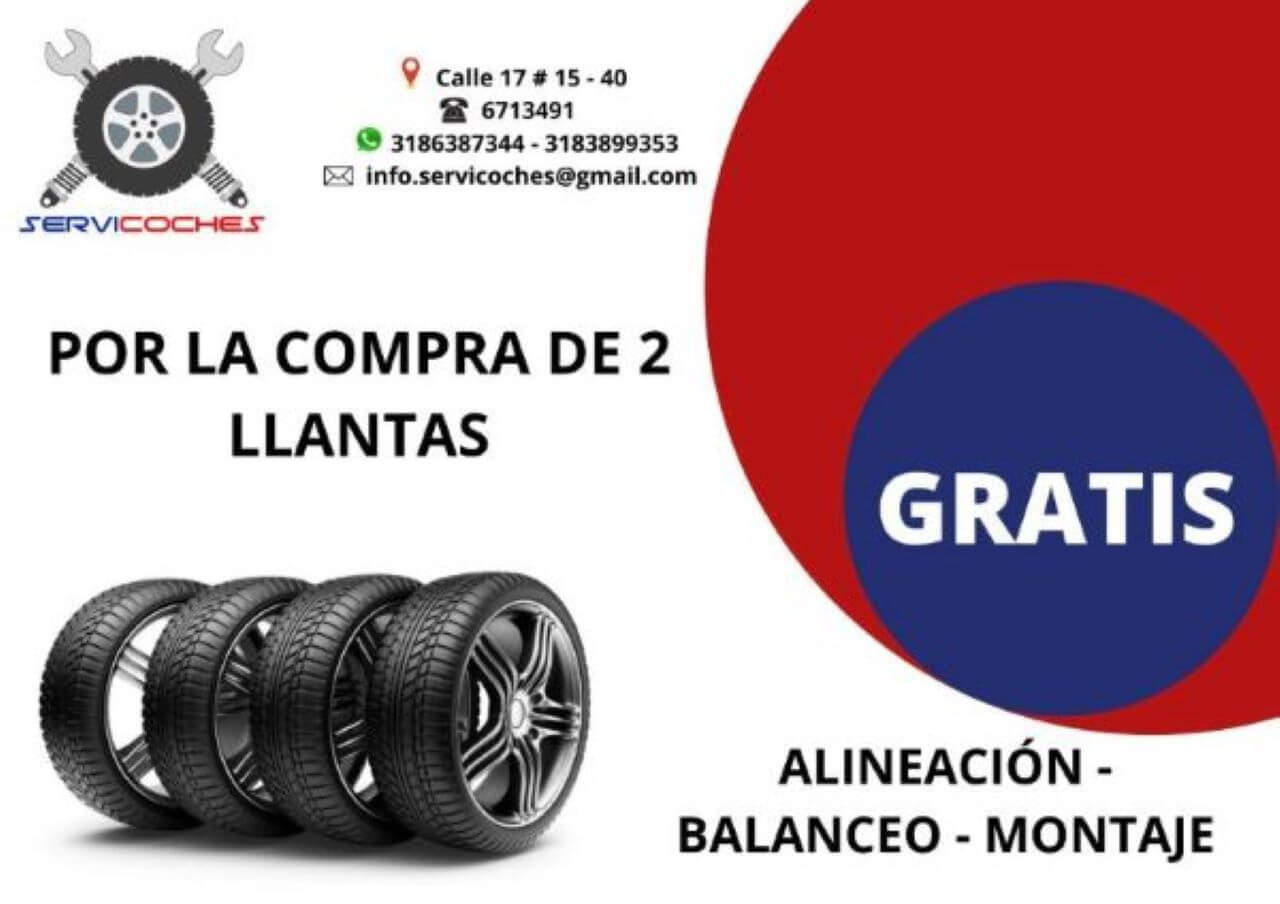 SERVICOCHES
Calle 17 # 15 - 40
6713491
3186387344 - 3183899353
info.servicoches@gmail.com
POR LA COMPRA DE 2
LLANTAS
GRATIS
ALINEACIÓN -
BALANCEO - MONTAJE